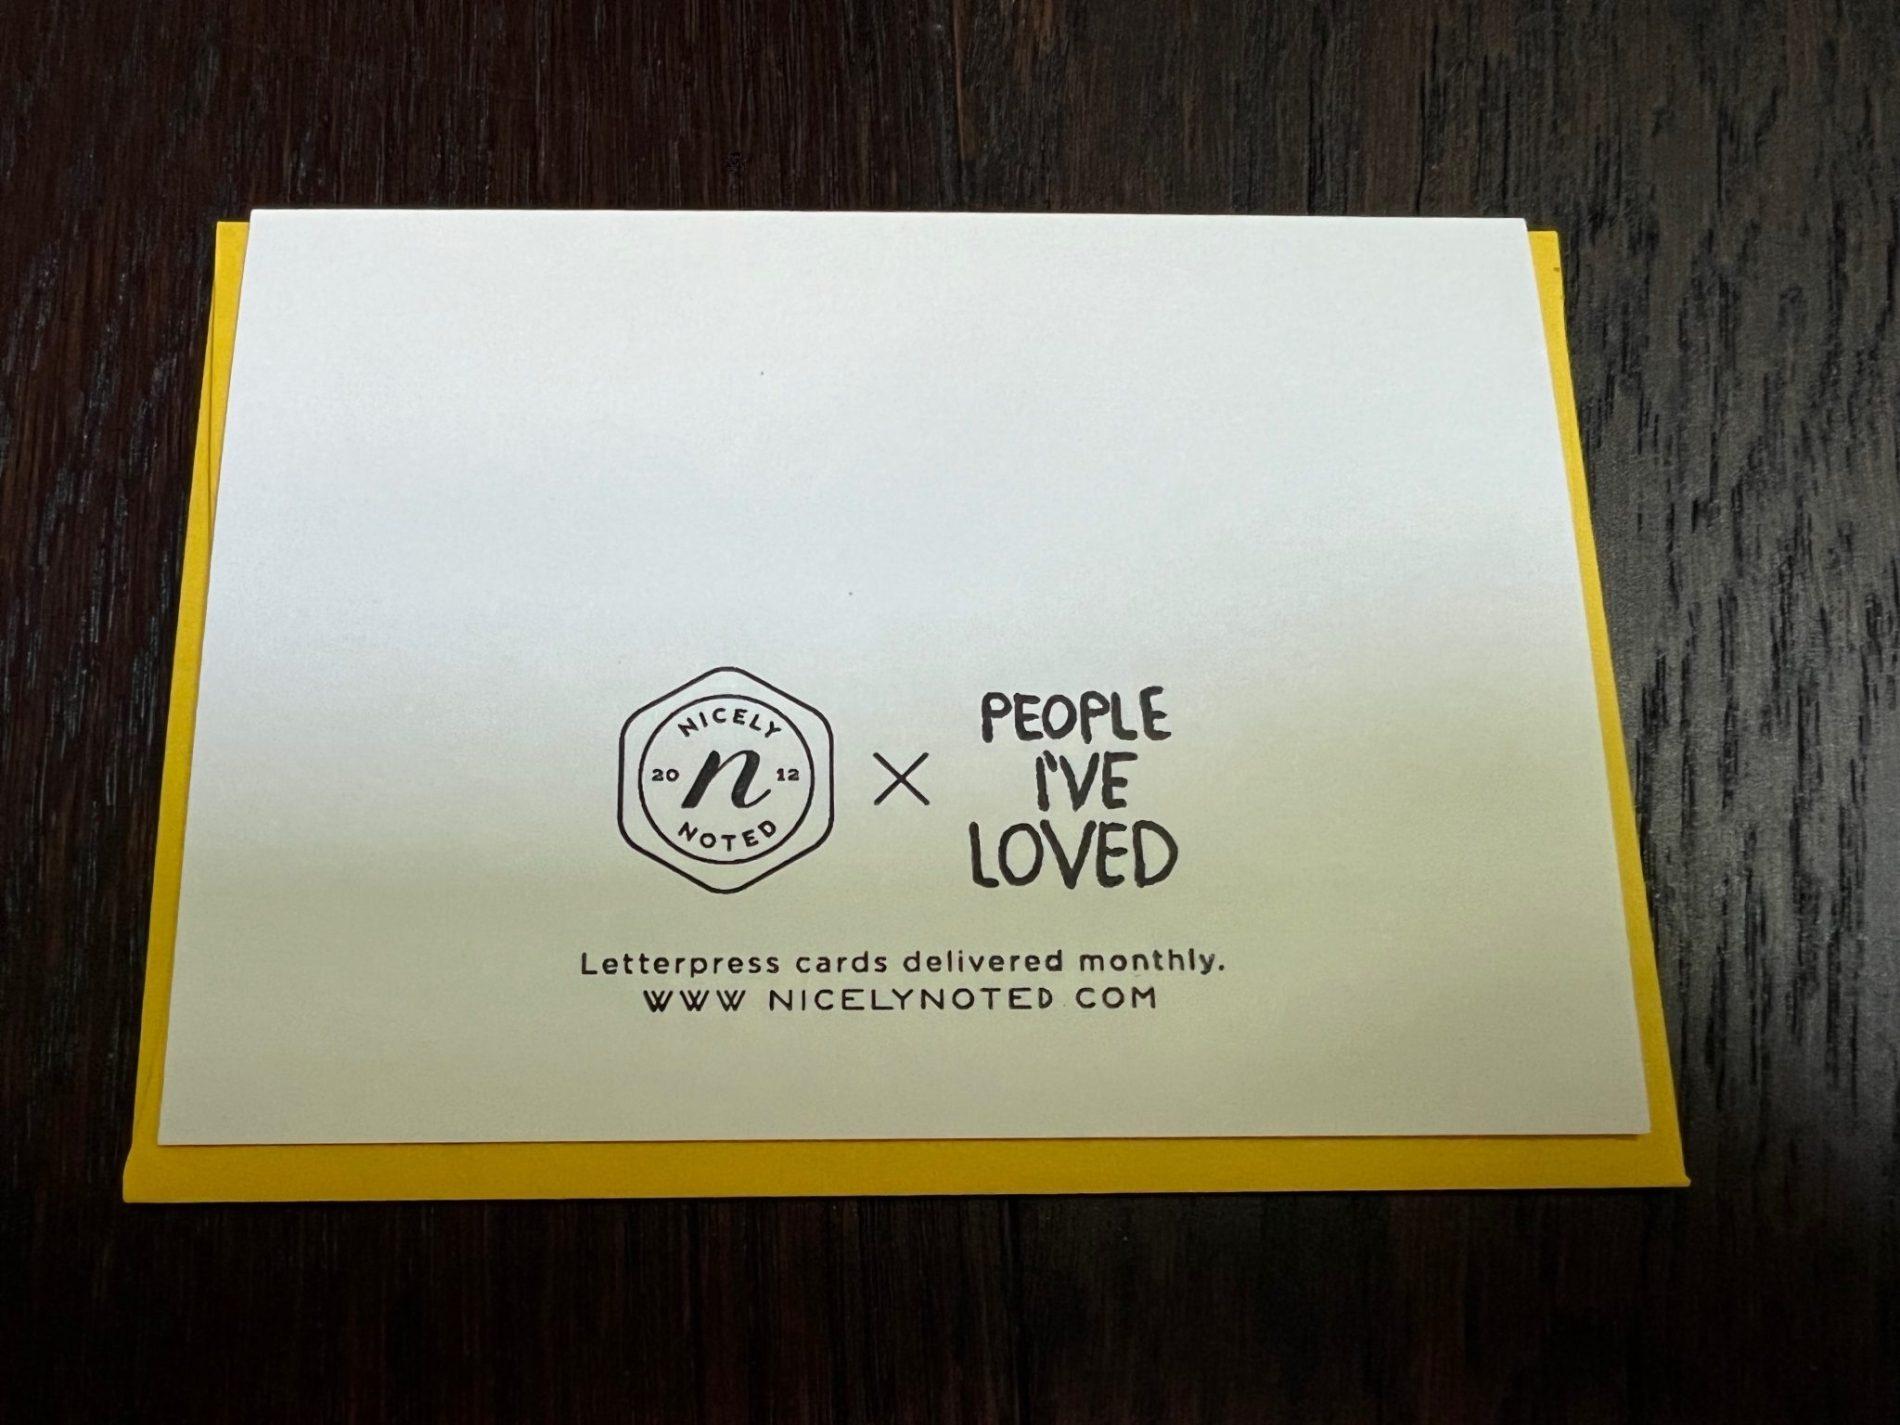 NICELY
20 n 12
NOTED
X
PEOPLE
I'VE
LOVED
Letterpress cards delivered monthly.
WWW NICELYNOTED.COM